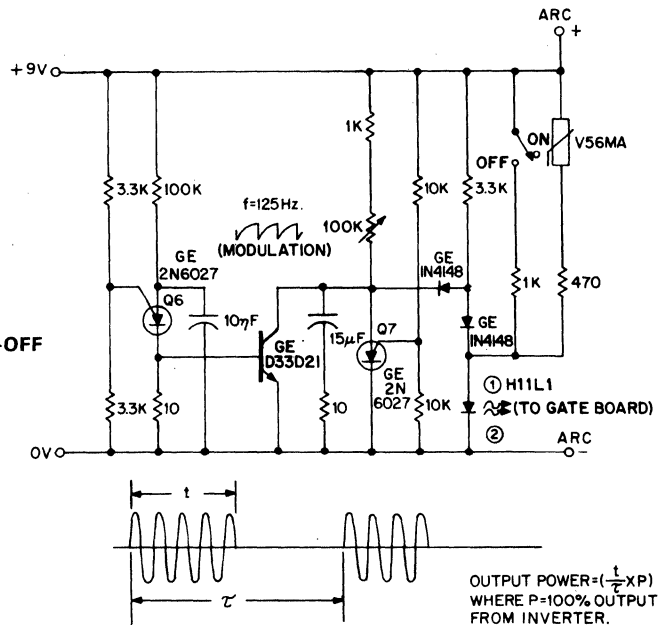 ARC
+
+9V
1K
ON
V56MA
OFF
3.3K
100K
f=125Hz.
(MODULATION)
100K
10K
3.3K
GE
2N6027
GE
1N4148
1K
470
Q6
10ηF
15μF
Q7
GE
1N4148
-OFF
GE
D33D21
GE
2N
6027
① H11L1
(TO GATE BOARD)
②
3.3K
10
10
10K
0V
ARC
-
t
τ
OUTPUT POWER=(t/τ XP)
WHERE P=100% OUTPUT
FROM INVERTER.